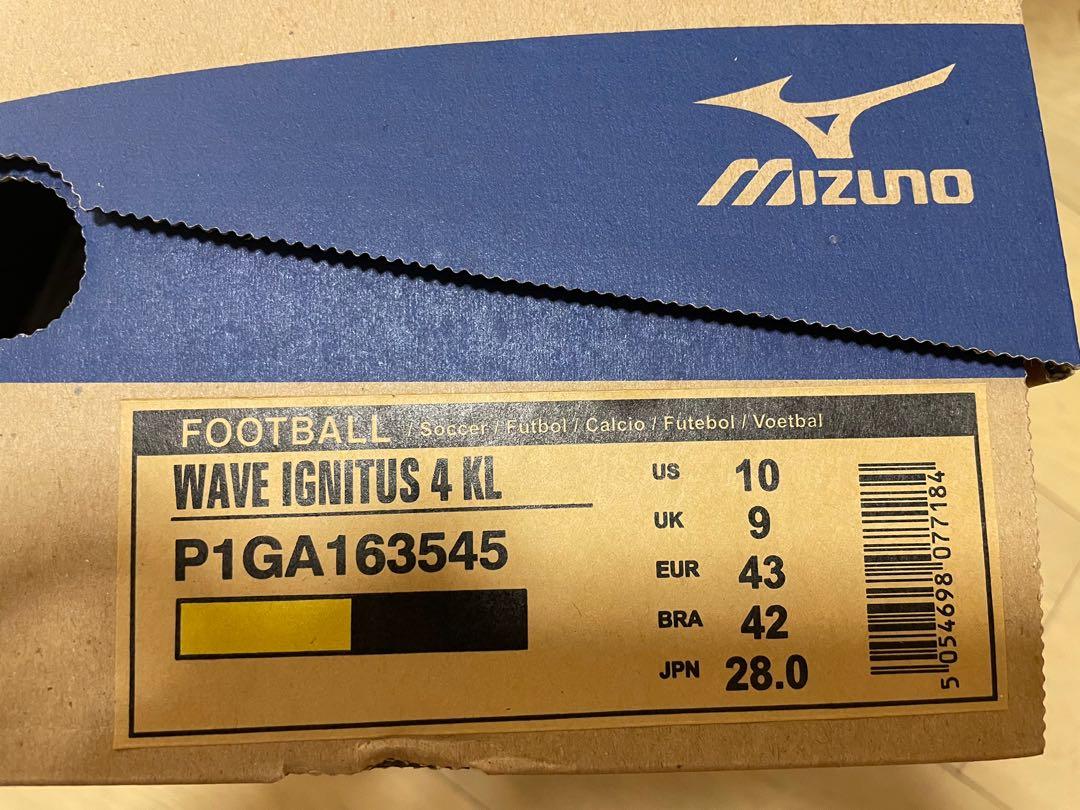 MIZUNO
FOOTBALL / Soccer / Futbol / Calcio / Futebol / Voetbal
WAVE IGNITUS 4 KL
P1GA163545
US 10
UK 9
EUR 43
BRA 42
JPN 28.0
5 054698 077184